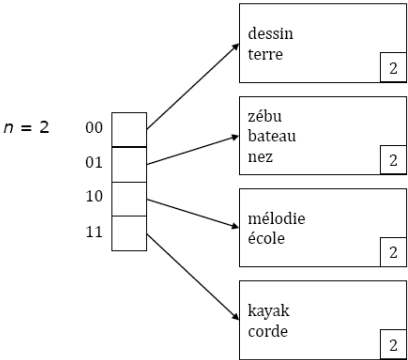 dessin
terre
2
n = 2
00
01
10
11
zébu
bateau
nez
2
mélodie
école
2
kayak
corde
2